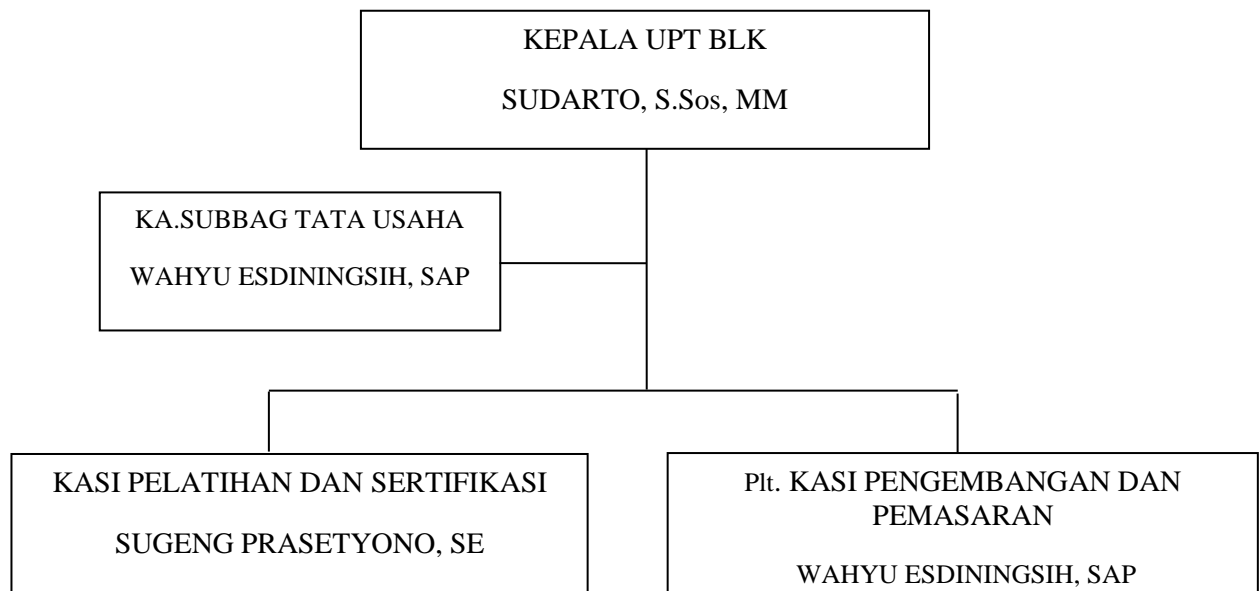 KEPALA UPT BLK
SUDARTO, S.Sos, MM
KA.SUBBAG TATA USAHA
WAHYU ESDININGSIH, SAP
KASI PELATIHAN DAN SERTIFIKASI
SUGENG PRASETYONO, SE
Plt. KASI PENGEMBANGAN DAN
PEMASARAN
WAHYU ESDININGSIH, SAP